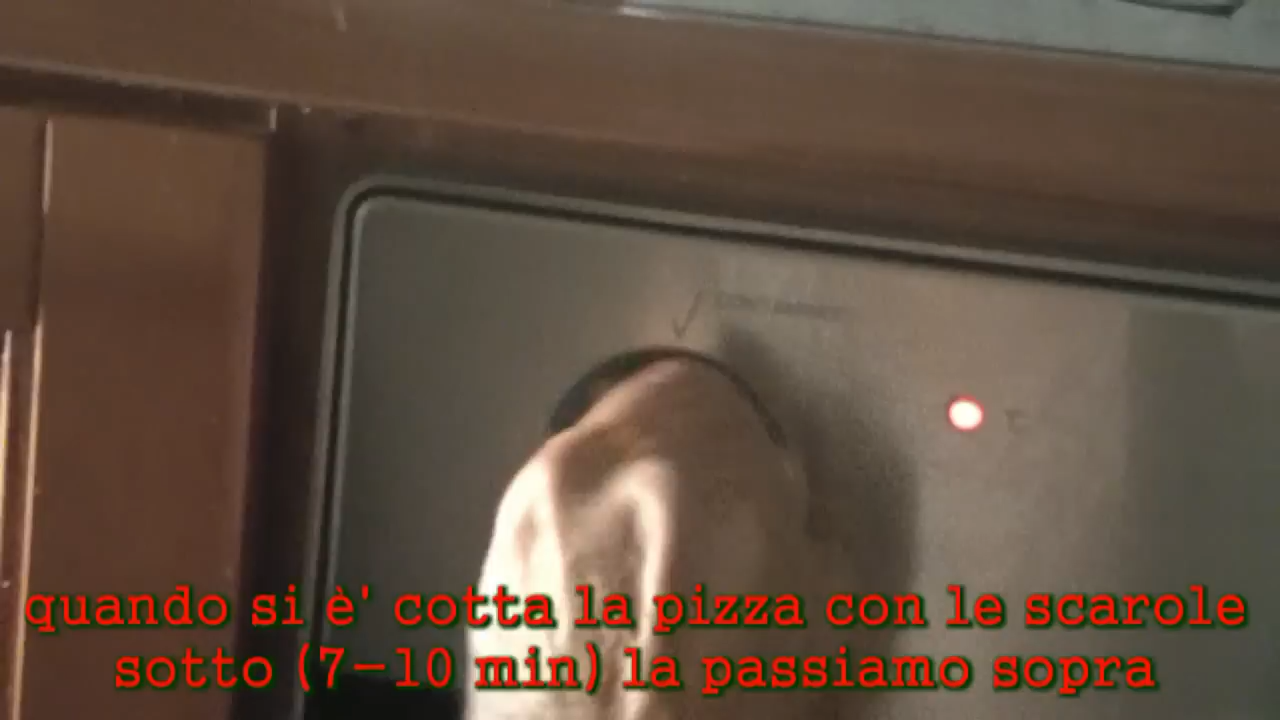 quando si è' cotta la pizza con le scarole
sotto (7-10 min) la passiamo sopra